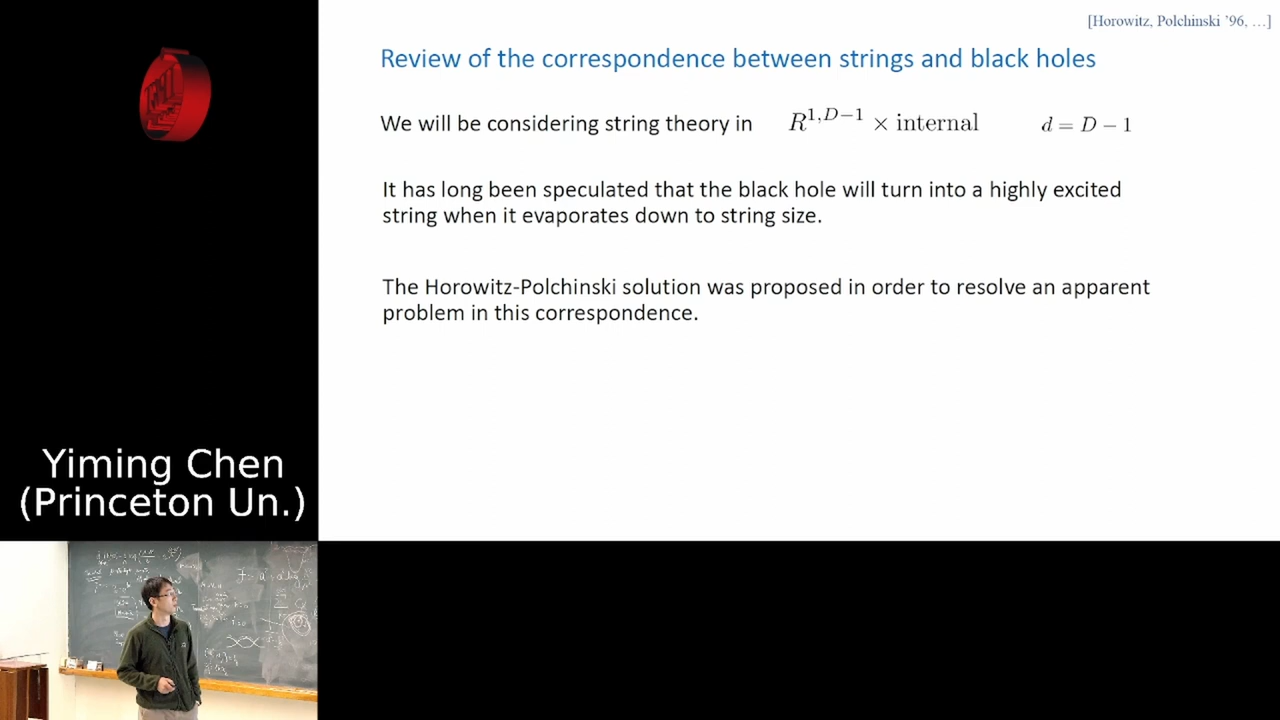 [Horowitz, Polchinski '96, …]
Review of the correspondence between strings and black holes
We will be considering string theory in R^{1,D−1} × internal d = D − 1
It has long been speculated that the black hole will turn into a highly excited
string when it evaporates down to string size.
The Horowitz-Polchinski solution was proposed in order to resolve an apparent
problem in this correspondence.
Yiming Chen
(Princeton Un.)